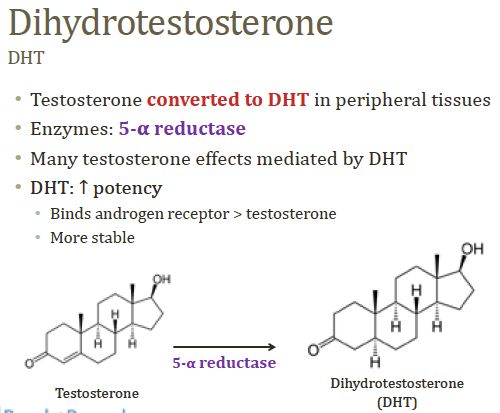 Dihydrotestosterone
DHT
• Testosterone converted to DHT in peripheral tissues
• Enzymes: 5-α reductase
• Many testosterone effects mediated by DHT
• DHT: ↑ potency
• Binds androgen receptor > testosterone
• More stable
OH
H
H
H
O
5-α reductase
Testosterone
OH
H
H
H
O
H
Dihydrotestosterone
(DHT)